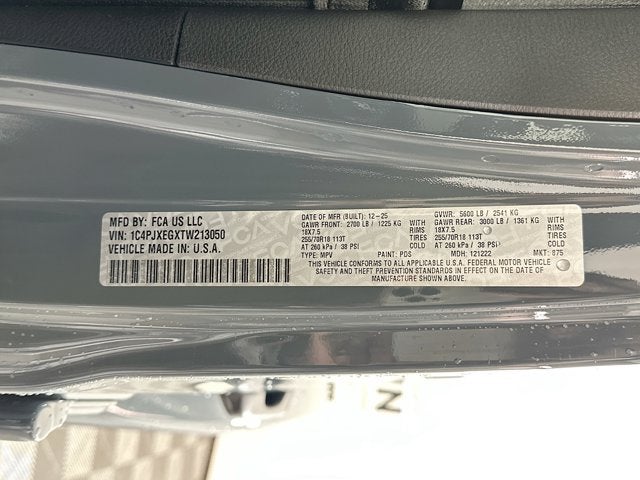 MFD BY: FCA US LLC
VIN: 1C4PJXEGXTW213050
VEHICLE MADE IN: U.S.A.
DATE OF MFR (BUILT): 12-25 GVWR: 5600 LB / 2541 KG
GAWR FRONT: 2700 LB / 1225 KG WITH GAWR REAR: 3000 LB / 1361 KG WITH
18X7.5 RIMS 18X7.5 RIMS
255/70R18 113T TIRES 255/70R18 113T TIRES
AT 260 kPa / 38 PSI COLD AT 260 kPa / 38 PSI COLD
TYPE: MPV PAINT: PDS MDH: 121222 MKT: 875
THIS VEHICLE CONFORMS TO ALL APPLICABLE U.S.A. FEDERAL MOTOR VEHICLE
SAFETY AND THEFT PREVENTION STANDARDS IN EFFECT ON THE DATE OF
MANUFACTURE SHOWN ABOVE.